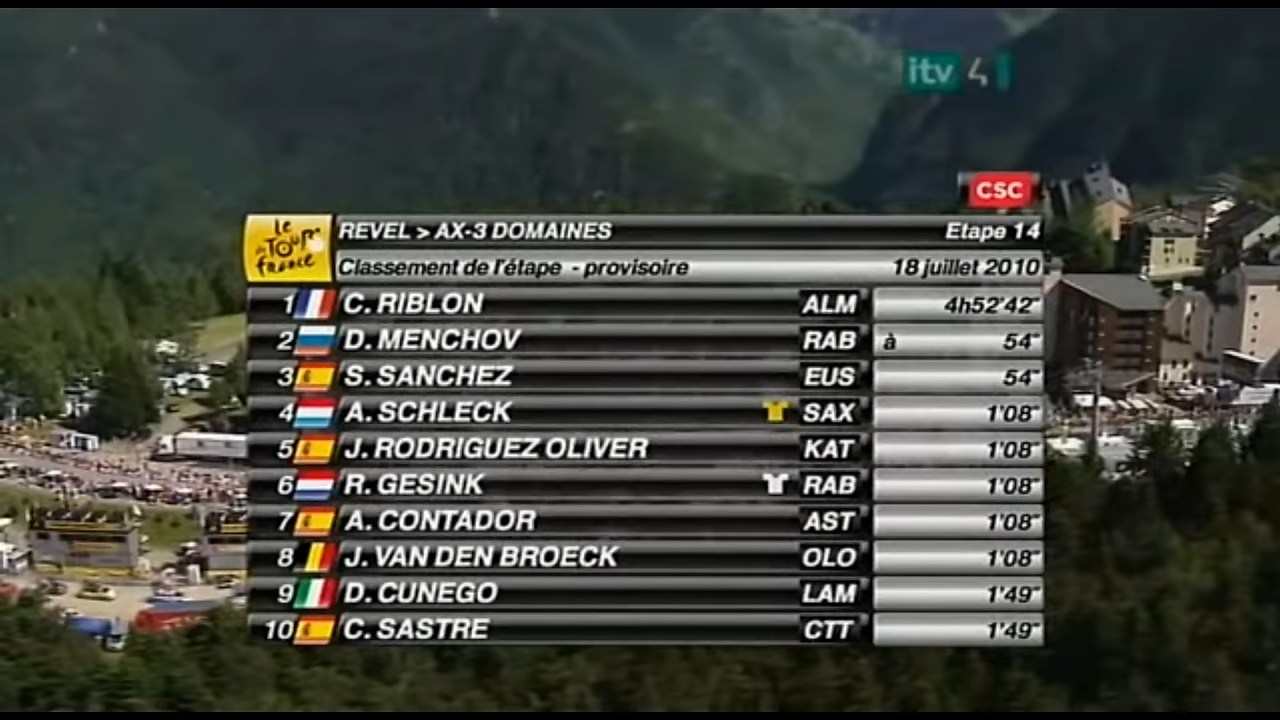 itv 4
CSC
le Tour de france
REVEL > AX-3 DOMAINES Etape 14
Classement de l'étape - provisoire 18 juillet 2010
1 C. RIBLON ALM 4h52'42"
2 D. MENCHOV RAB à 54"
3 S. SANCHEZ EUS 54"
4 A. SCHLECK SAX 1'08"
5 J. RODRIGUEZ OLIVER KAT 1'08"
6 R. GESINK RAB 1'08"
7 A. CONTADOR AST 1'08"
8 J. VAN DEN BROECK OLO 1'08"
9 D. CUNEGO LAM 1'49"
10 C. SASTRE CTT 1'49"